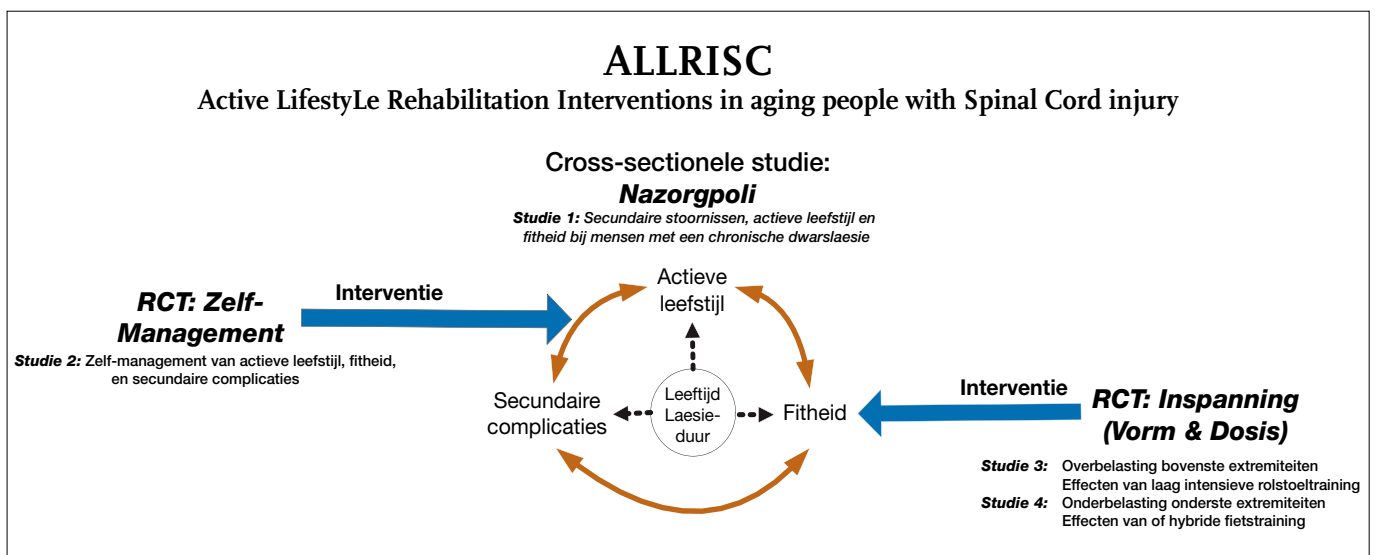 ALLRISC
Active LifestyLe Rehabilitation Interventions in aging people with Spinal Cord injury
Cross-sectionele studie:
Nazorgpoli
Studie 1: Secundaire stoornissen, actieve leefstijl en
fitheid bij mensen met een chronische dwarslaesie
Actieve
leefstijl
RCT: Zelf-
Management
Interventie
Studie 2: Zelf-management van actieve leefstijl, fitheid,
en secundaire complicaties
Secundaire
complicaties
Leeftijd
Laesie-
duur
Fitheid
Interventie
RCT: Inspanning
(Vorm & Dosis)
Studie 3: Overbelasting bovenste extremiteiten
Effecten van laag intensieve rolstoeltraining
Studie 4: Onderbelasting onderste extremiteiten
Effecten van of hybride fietstraining